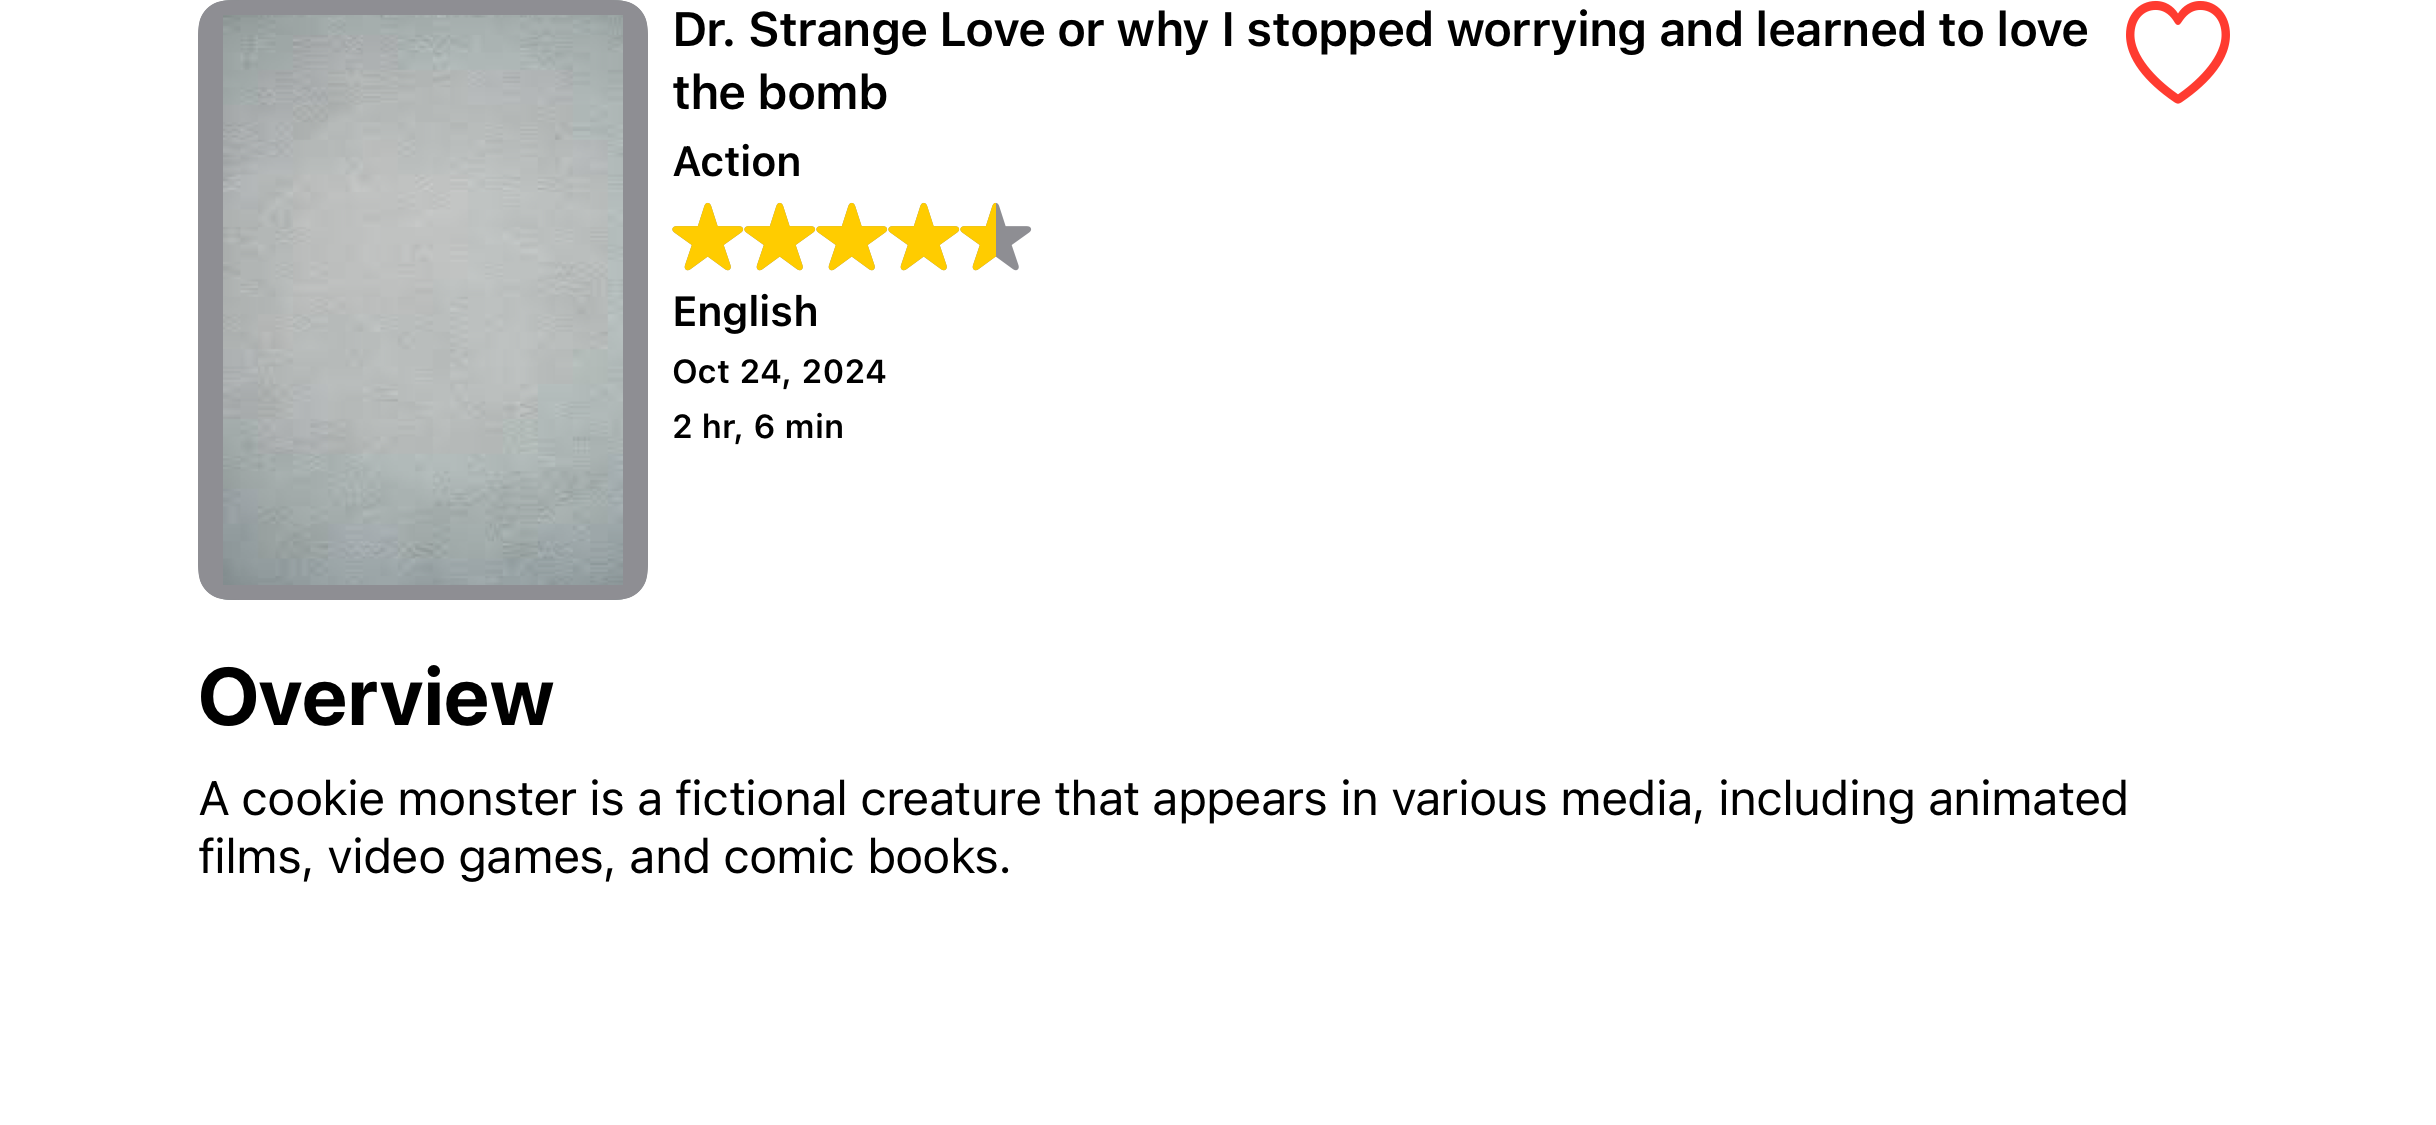 Dr. Strange Love or why I stopped worrying and learned to love
the bomb
Action
English
Oct 24, 2024
2 hr, 6 min
Overview
A cookie monster is a fictional creature that appears in various media, including animated
films, video games, and comic books.